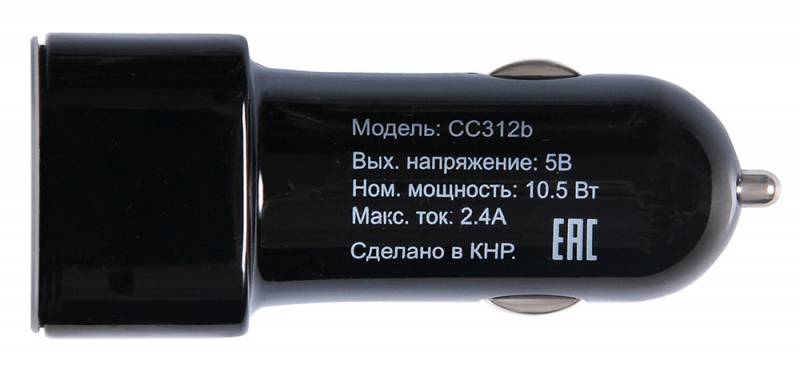 Модель: CC312b
Вых. напряжение: 5В
Ном. мощность: 10.5 Вт
Макс. ток: 2.4А
Сделано в КНР.
EAC